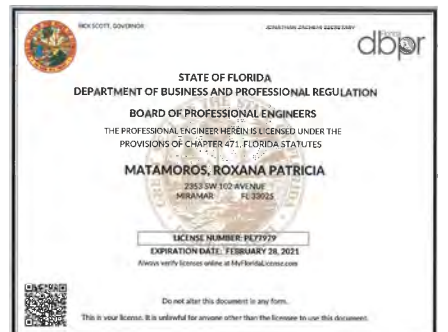 RICK SCOTT, GOVERNOR
JONATHAN ZACHEM, SECRETARY
Florida
dbpr
STATE OF FLORIDA
DEPARTMENT OF BUSINESS AND PROFESSIONAL REGULATION
BOARD OF PROFESSIONAL ENGINEERS
THE PROFESSIONAL ENGINEER HEREIN IS LICENSED UNDER THE
PROVISIONS OF CHAPTER 471, FLORIDA STATUTES
MATAMOROS, ROXANA PATRICIA
2353 SW 102 AVENUE
MIRAMAR FL 33025
LICENSE NUMBER: PE77979
EXPIRATION DATE: FEBRUARY 28, 2021
Always verify licenses online at MyFloridaLicense.com
Do not alter this document in any form.
This is your license. It is unlawful for anyone other than the licensee to use this document.